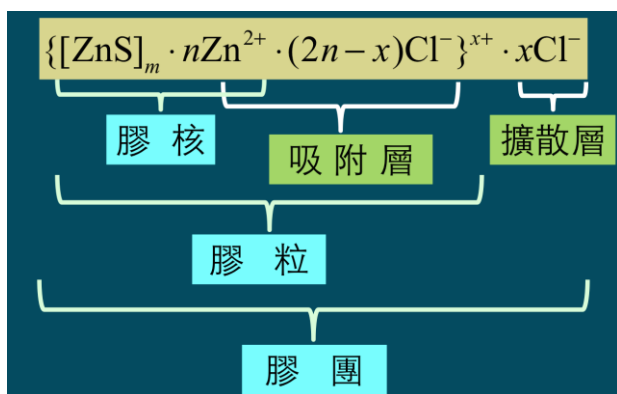 {[ZnS]ₘ · nZn²⁺ · (2n − x)Cl⁻}ˣ⁺ · xCl⁻
膠 核
吸 附 層
擴散層
膠 粒
膠 團